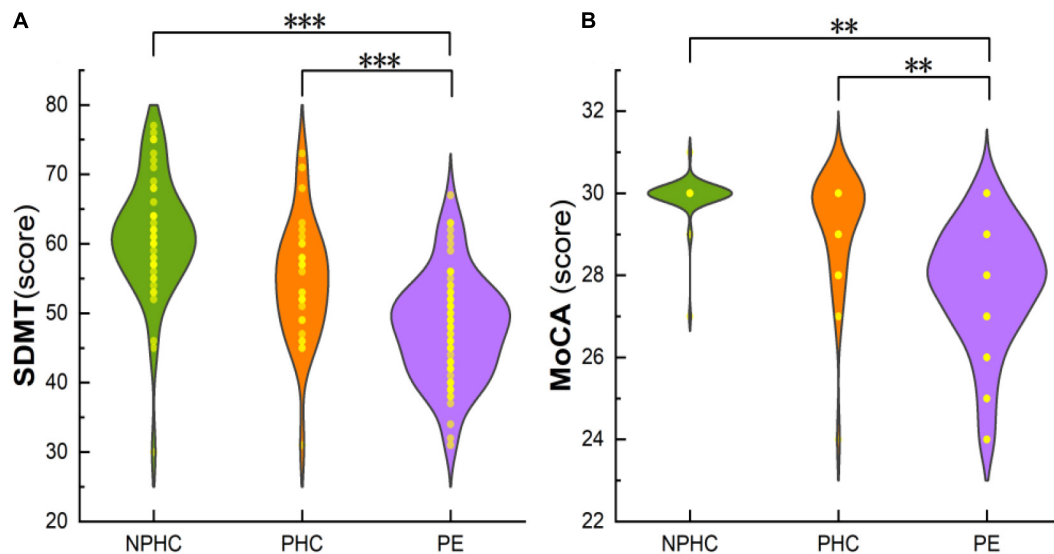 A
***
***
80
70
60
50
40
30
20
SDMT(score)
NPHC PHC PE
B
**
**
32
30
28
26
24
22
MoCA (score)
NPHC PHC PE